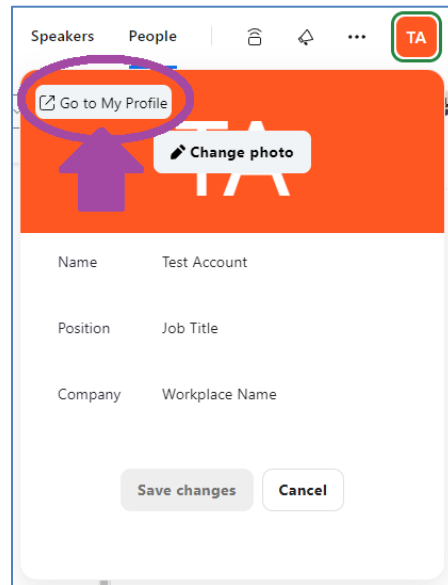 Speakers People ••• TA
Go to My Profile
TA
Change photo
Name Test Account
Position Job Title
Company Workplace Name
Save changes Cancel